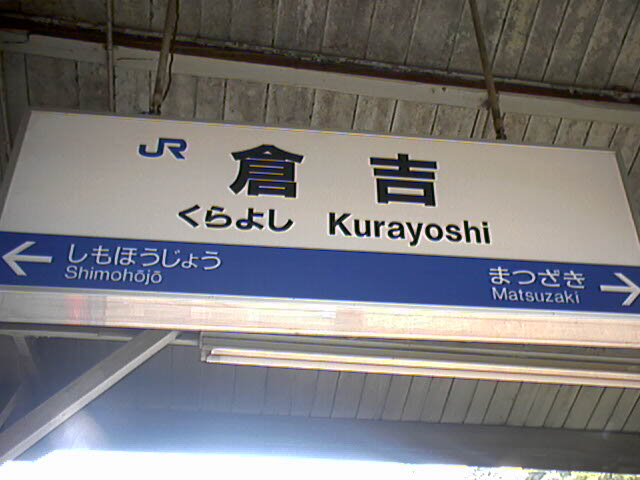 JR 倉吉
くらよし Kurayoshi
← しもほうじょう
Shimohōjō
まつざき →
Matsuzaki